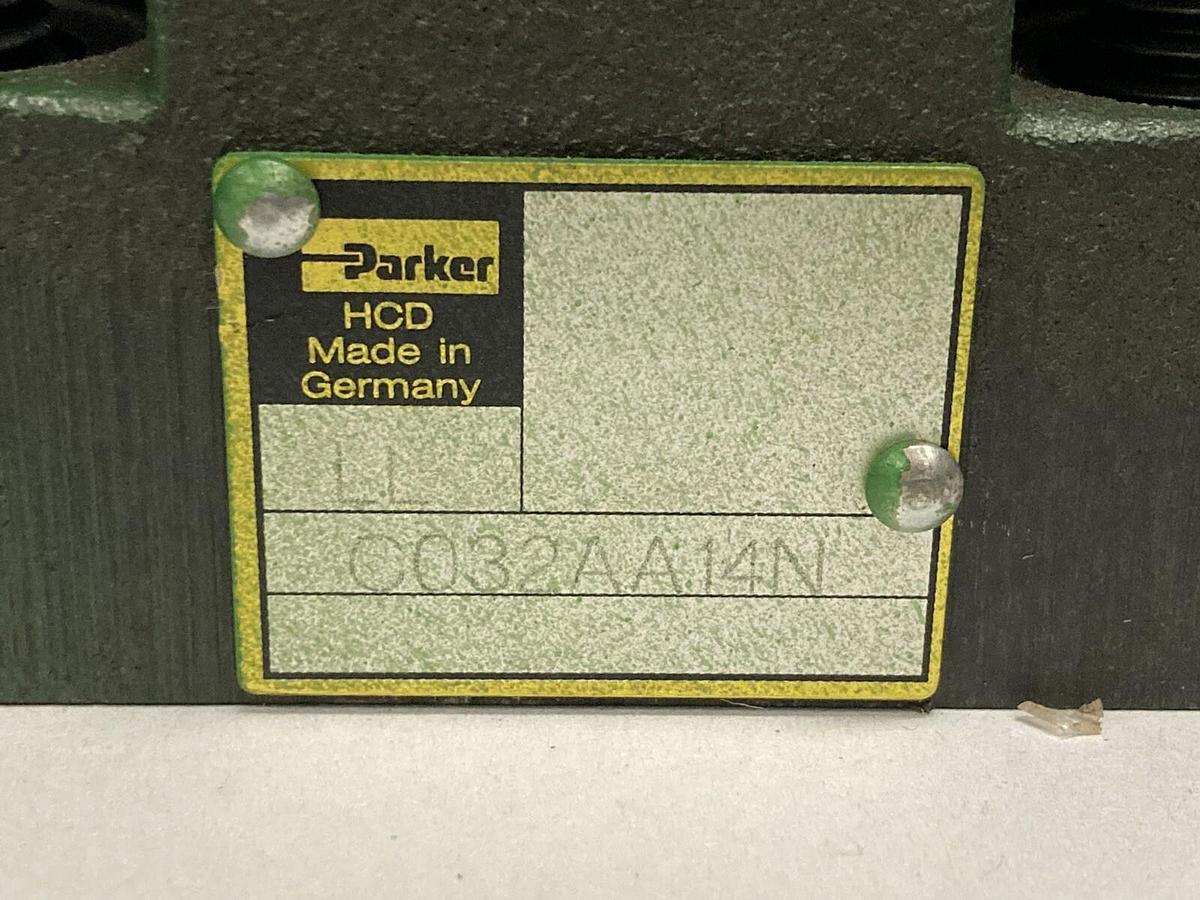 Parker
HCD
Made in
Germany
LL
C032AA14N